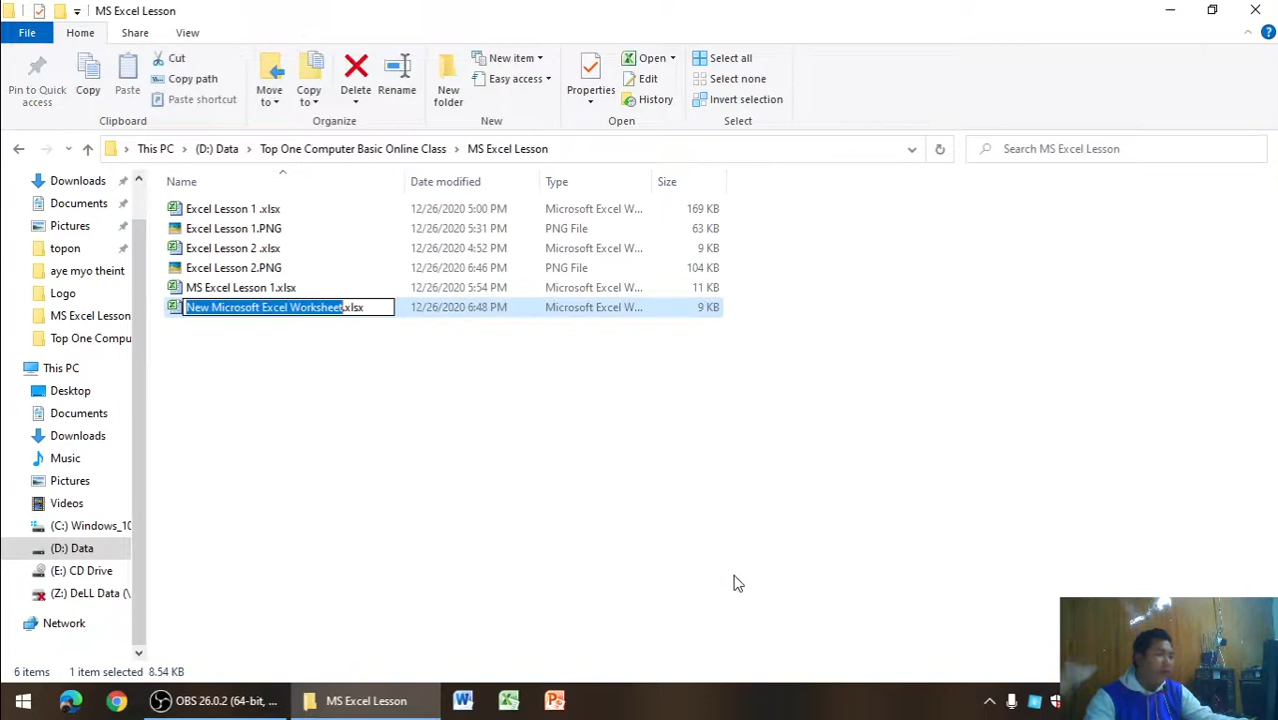 MS Excel Lesson
File
Home
Share
View
Pin to Quick access
Copy
Paste
Cut
Copy path
Paste shortcut
Clipboard
Move to
Copy to
Delete
Rename
Organize
New folder
New item
Easy access
New
Properties
Open
Edit
History
Open
Select all
Select none
Invert selection
Select
This PC
(D:) Data
Top One Computer Basic Online Class
MS Excel Lesson
Search MS Excel Lesson
Name
Date modified
Type
Size
Excel Lesson 1 .xlsx 12/26/2020 5:00 PM Microsoft Excel W... 169 KB
Excel Lesson 1.PNG 12/26/2020 5:31 PM PNG File 63 KB
Excel Lesson 2 .xlsx 12/26/2020 4:52 PM Microsoft Excel W... 9 KB
Excel Lesson 2.PNG 12/26/2020 6:46 PM PNG File 104 KB
MS Excel Lesson 1.xlsx 12/26/2020 5:54 PM Microsoft Excel W... 11 KB
New Microsoft Excel Worksheet.xlsx 12/26/2020 6:48 PM Microsoft Excel W... 9 KB
Downloads
Documents
Pictures
topon
aye myo theint
Logo
MS Excel Lesson
Top One Compu
This PC
Desktop
Documents
Downloads
Music
Pictures
Videos
(C:) Windows_10
(D:) Data
(E:) CD Drive
(Z:) DeLL Data (\
Network
6 items
1 item selected 8.54 KB
OBS 26.0.2 (64-bit, ...
MS Excel Lesson